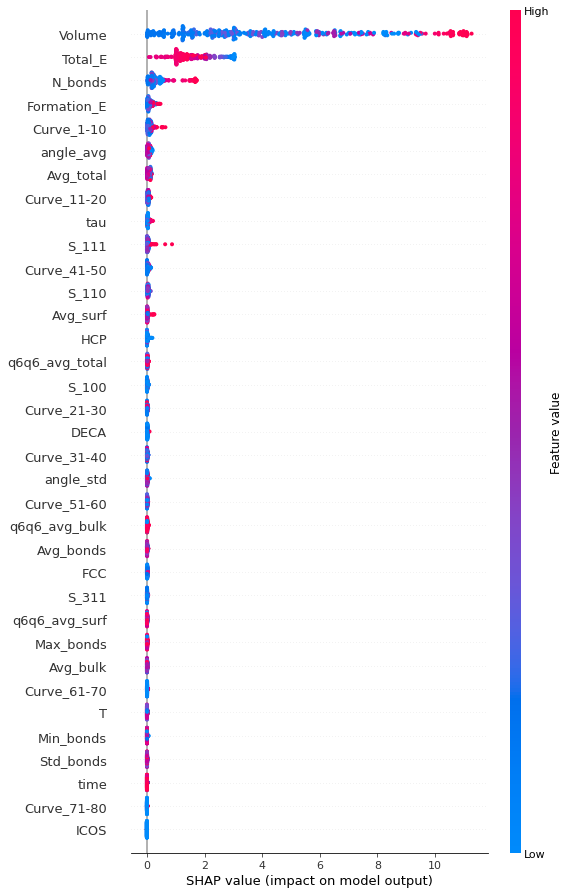 High
Volume
Total_E
N_bonds
Formation_E
Curve_1-10
angle_avg
Avg_total
Curve_11-20
tau
S_111
Curve_41-50
S_110
Avg_surf
HCP
q6q6_avg_total
S_100
Curve_21-30
DECA
Curve_31-40
angle_std
Curve_51-60
q6q6_avg_bulk
Avg_bonds
FCC
S_311
q6q6_avg_surf
Max_bonds
Avg_bulk
Curve_61-70
T
Min_bonds
Std_bonds
time
Curve_71-80
ICOS
Feature value
Low
0 2 4 6 8 10
SHAP value (impact on model output)